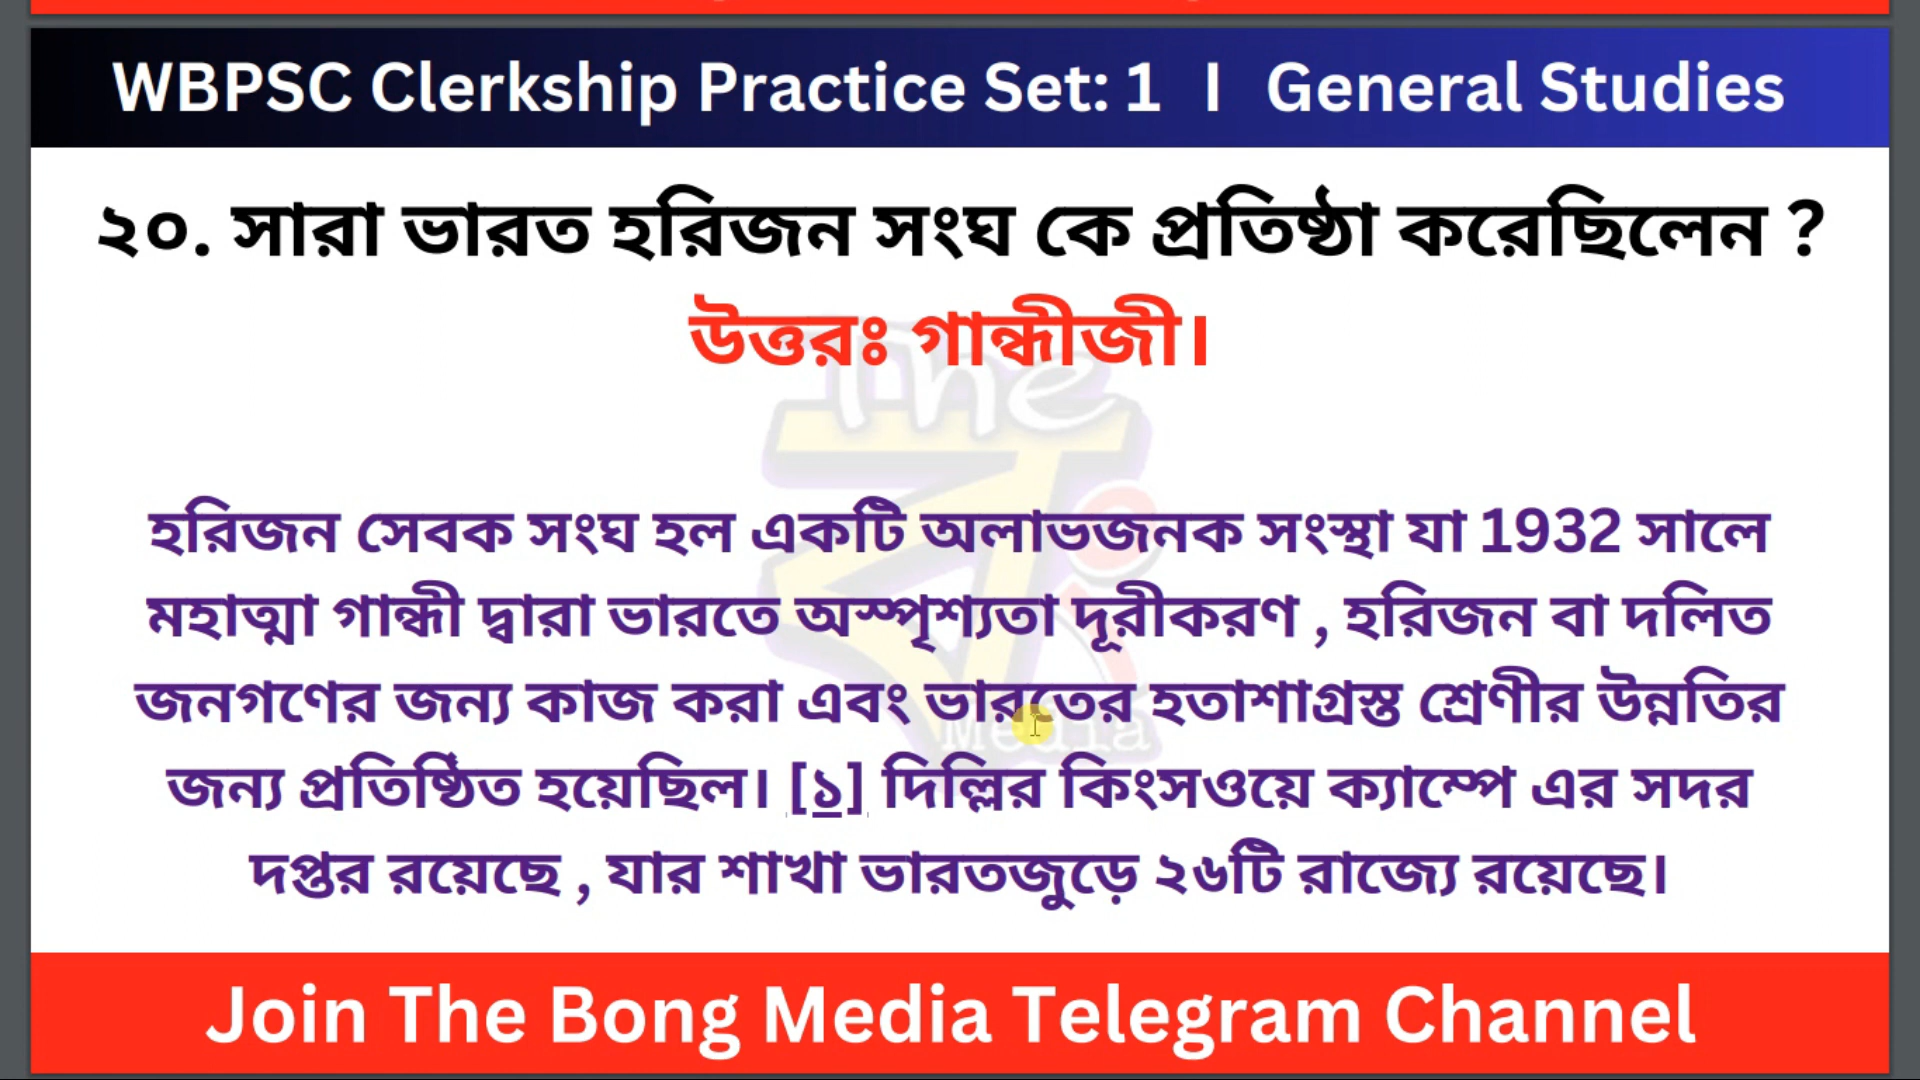 WBPSC Clerkship Practice Set: 1 I General Studies
২০. সারা ভারত হরিজন সংঘ কে প্রতিষ্ঠা করেছিলেন ?
উত্তরঃ গান্ধীজী।
The
Media
হরিজন সেবক সংঘ হল একটি অলাভজনক সংস্থা যা 1932 সালে
মহাত্মা গান্ধী দ্বারা ভারতে অস্পৃশ্যতা দূরীকরণ , হরিজন বা দলিত
জনগণের জন্য কাজ করা এবং ভারতের হতাশাগ্রস্ত শ্রেণীর উন্নতির
জন্য প্রতিষ্ঠিত হয়েছিল। [১] দিল্লির কিংসওয়ে ক্যাম্পে এর সদর
দপ্তর রয়েছে , যার শাখা ভারতজুড়ে ২৬টি রাজ্যে রয়েছে।
Join The Bong Media Telegram Channel